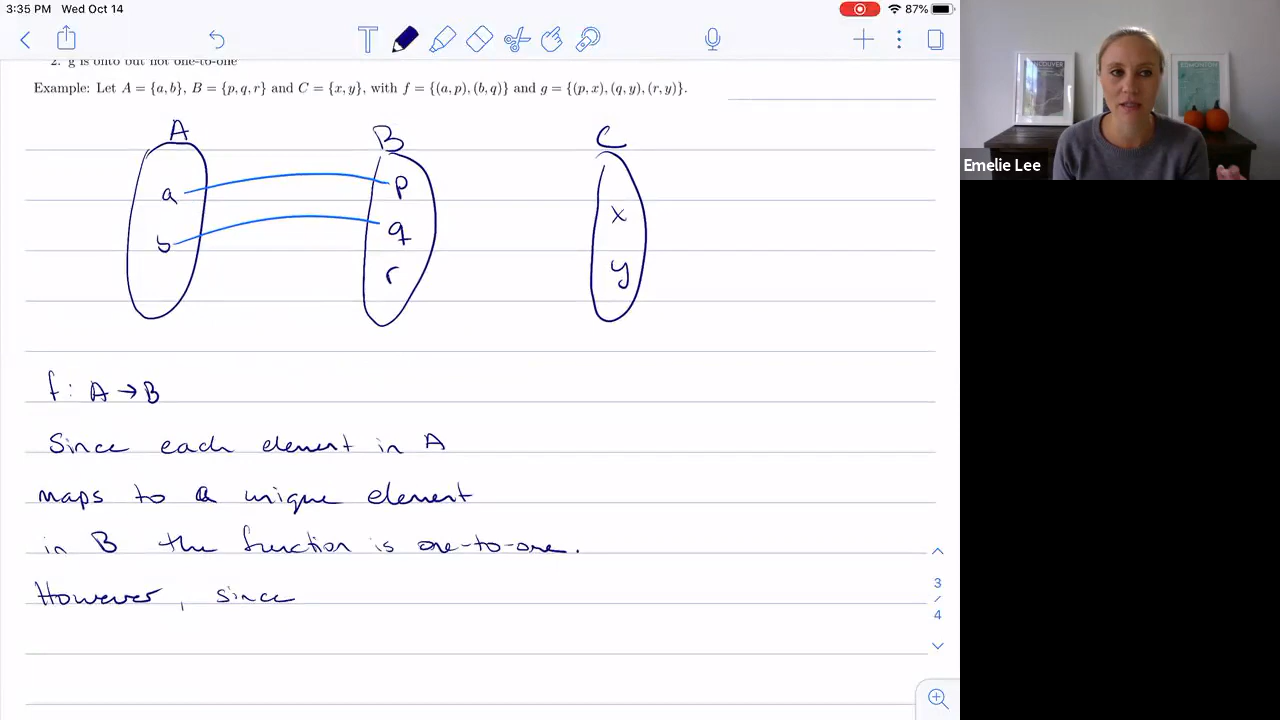 3:35 PM Wed Oct 14
87%
2. g is onto but not one-to-one
Example: Let A = {a, b}, B = {p, q, r} and C = {x, y}, with f = {(a, p), (b, q)} and g = {(p, x), (q, y), (r, y)}.
A B C
a p x
b q y
r
f: A → B
Since each element in A
maps to a unique element
in B the function is one-to-one.
However, since
3
/
4
VANCOUVER
EDMONTON
Emelie Lee